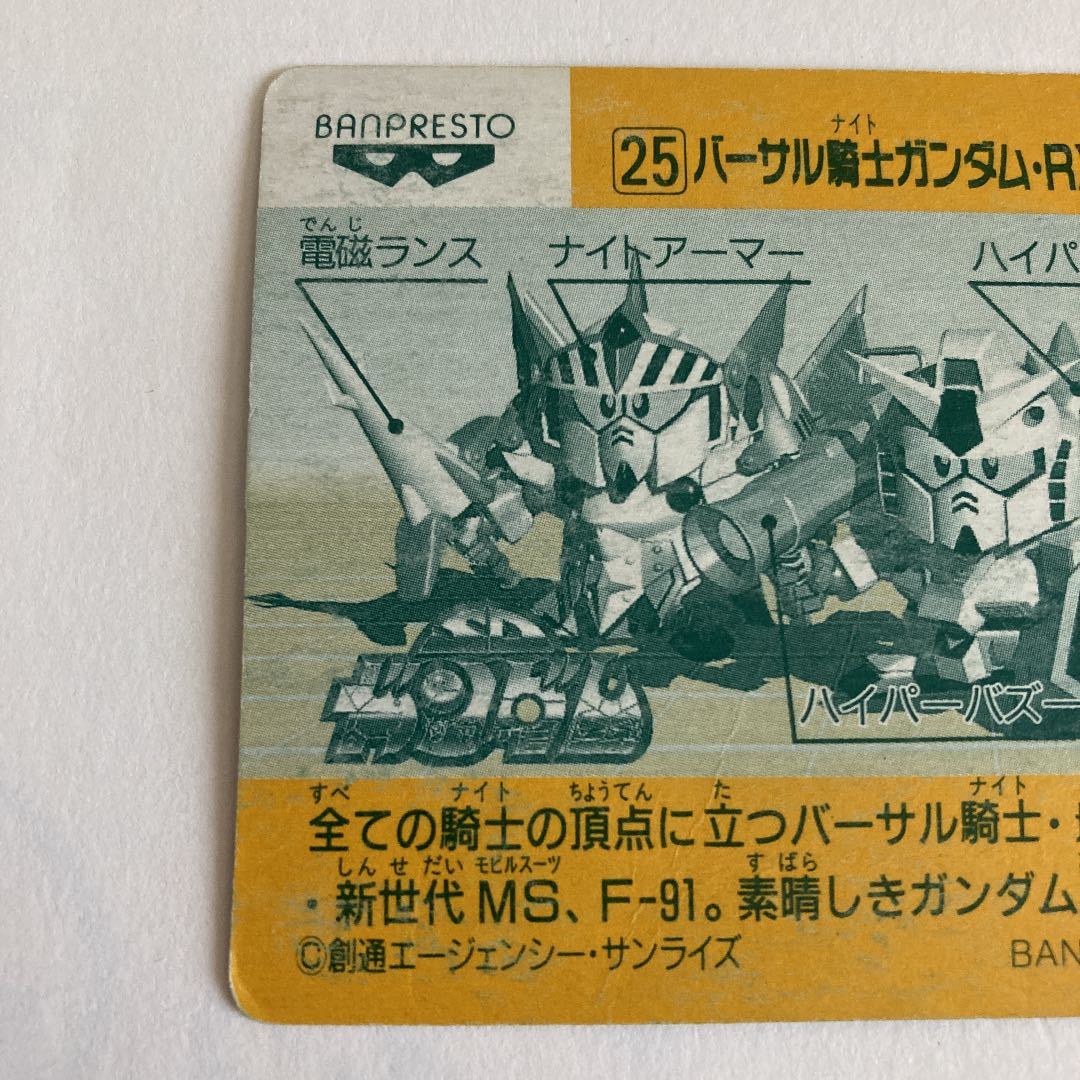 BANPRESTO
25 バーサル騎士ガンダム・RX
ナイト
でんじ
電磁ランス
ナイトアーマー
ハイパ
SD
ハイパーバズー
すべ ナイト ちょうてん た ナイト
全ての騎士の頂点に立つバーサル騎士・
しんせだい モビルスーツ すばら
・新世代MS、F-91。素晴しきガンダム
©創通エージェンシー・サンライズ
BAN